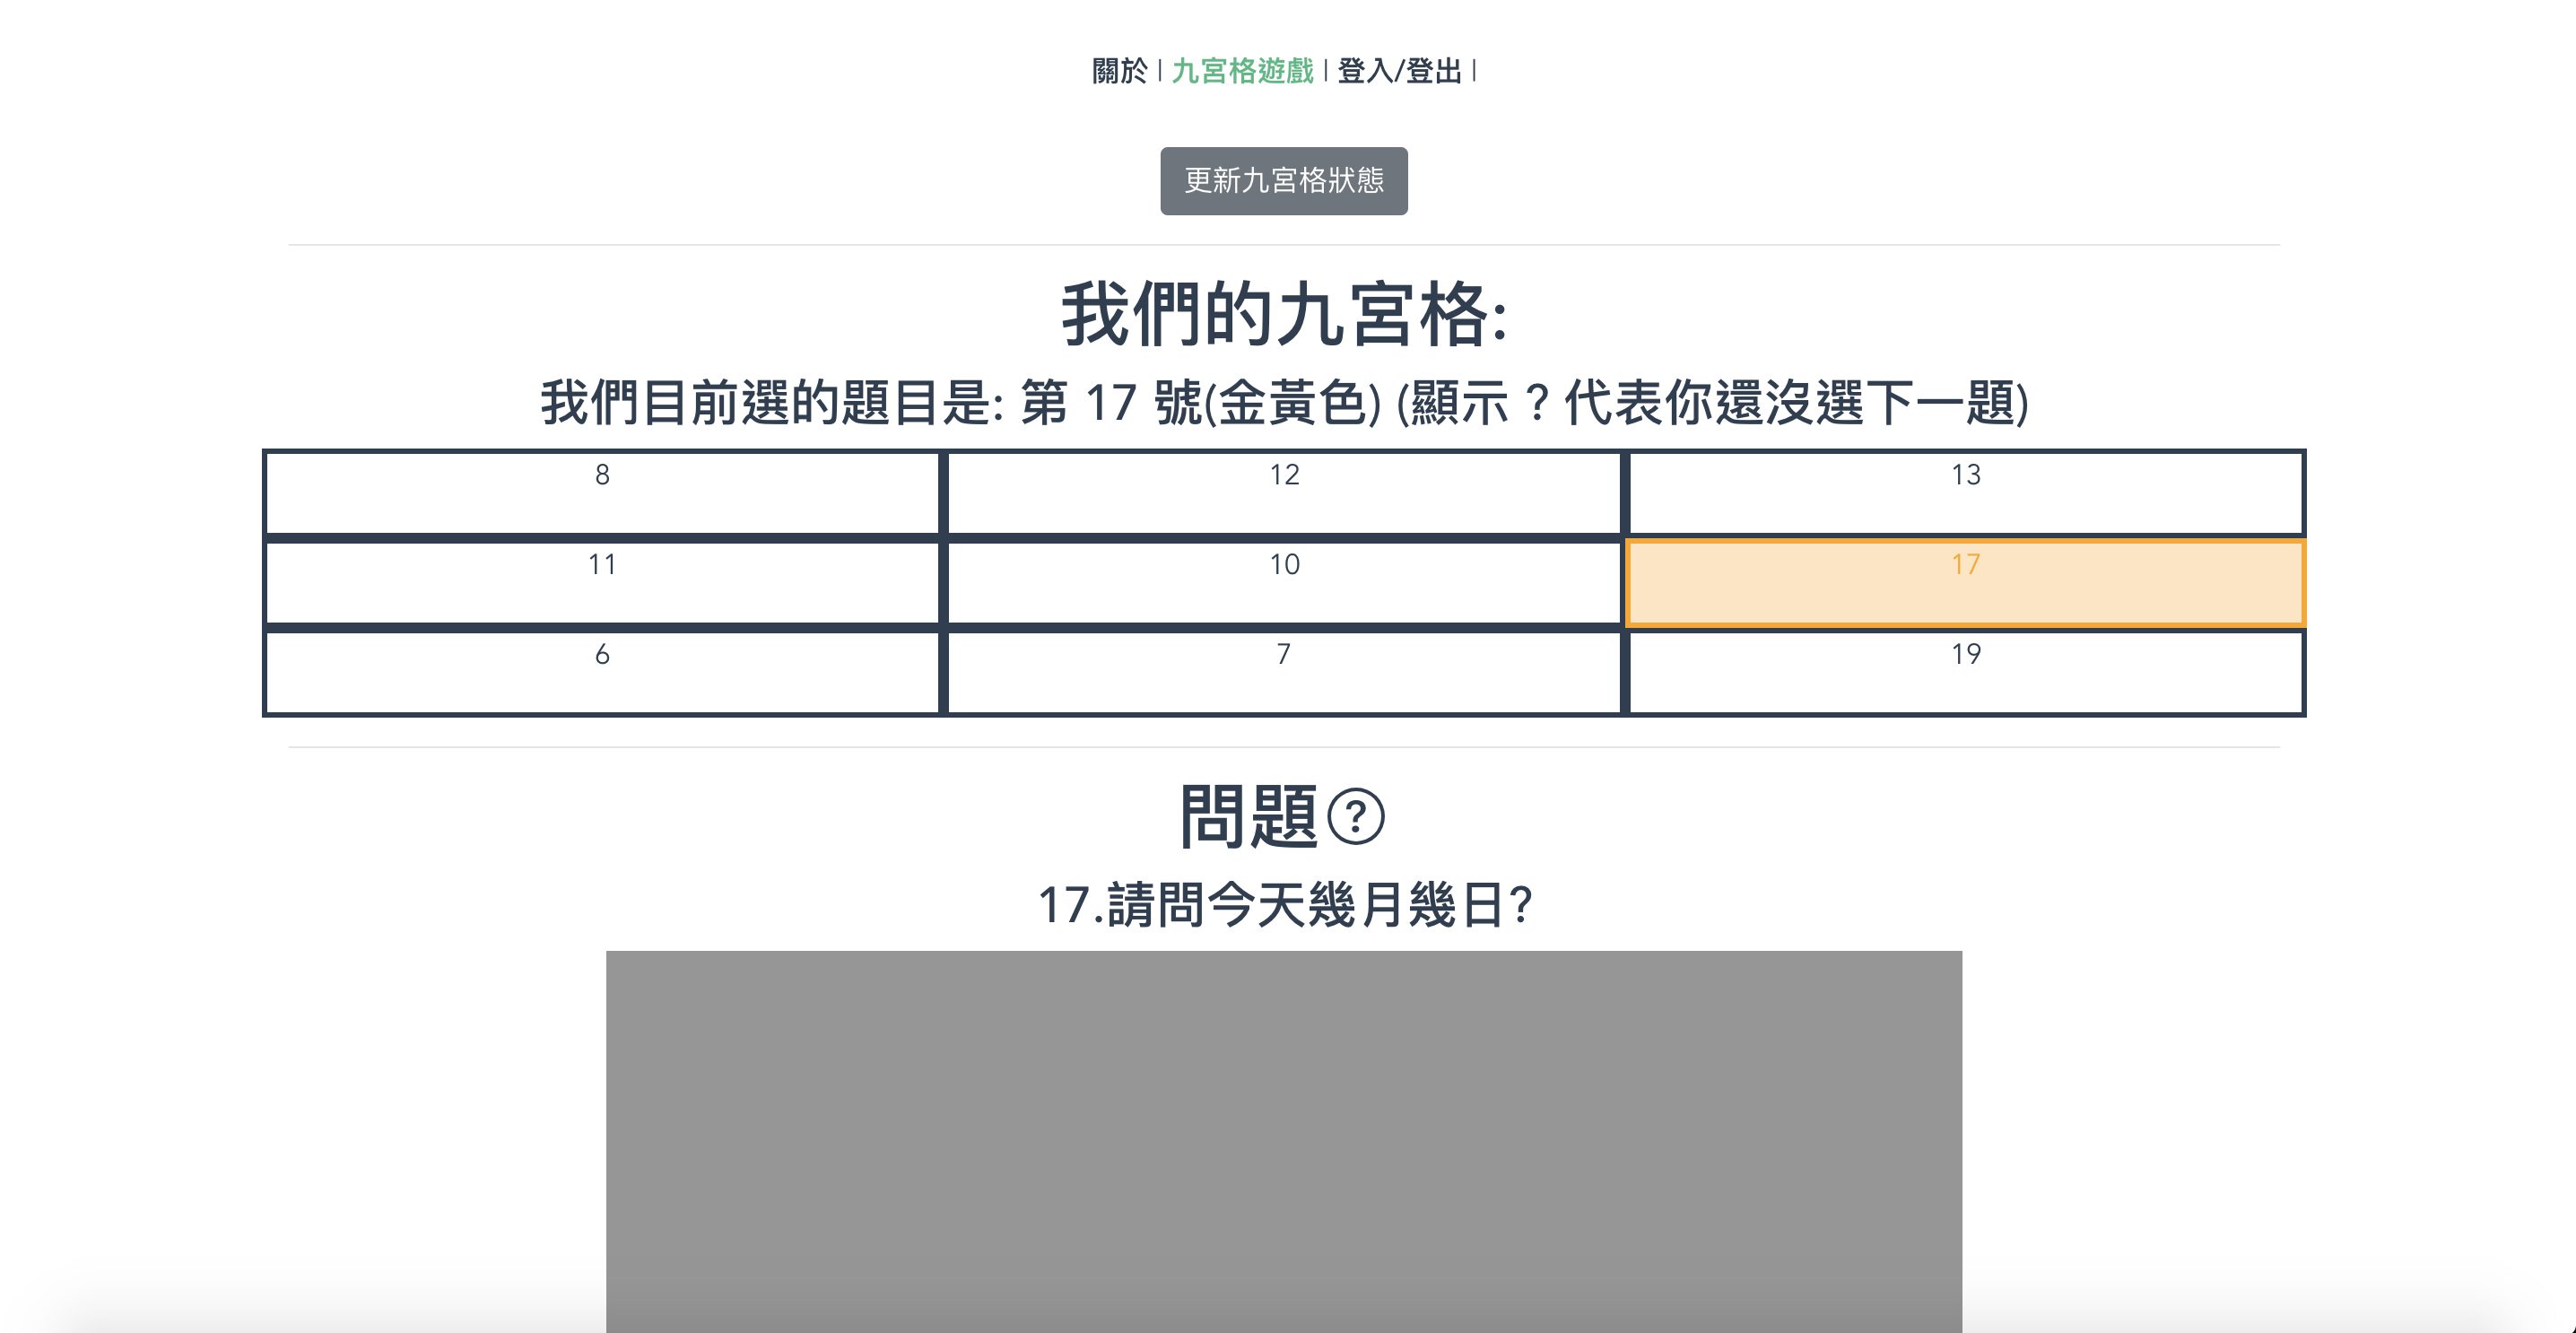 關於 | 九宮格遊戲 | 登入/登出 |
更新九宮格狀態
我們的九宮格:
我們目前選的題目是: 第 17 號(金黃色) (顯示 ? 代表你還沒選下一題)
8 12 13
11 10 17
6 7 19
問題?
17.請問今天幾月幾日?